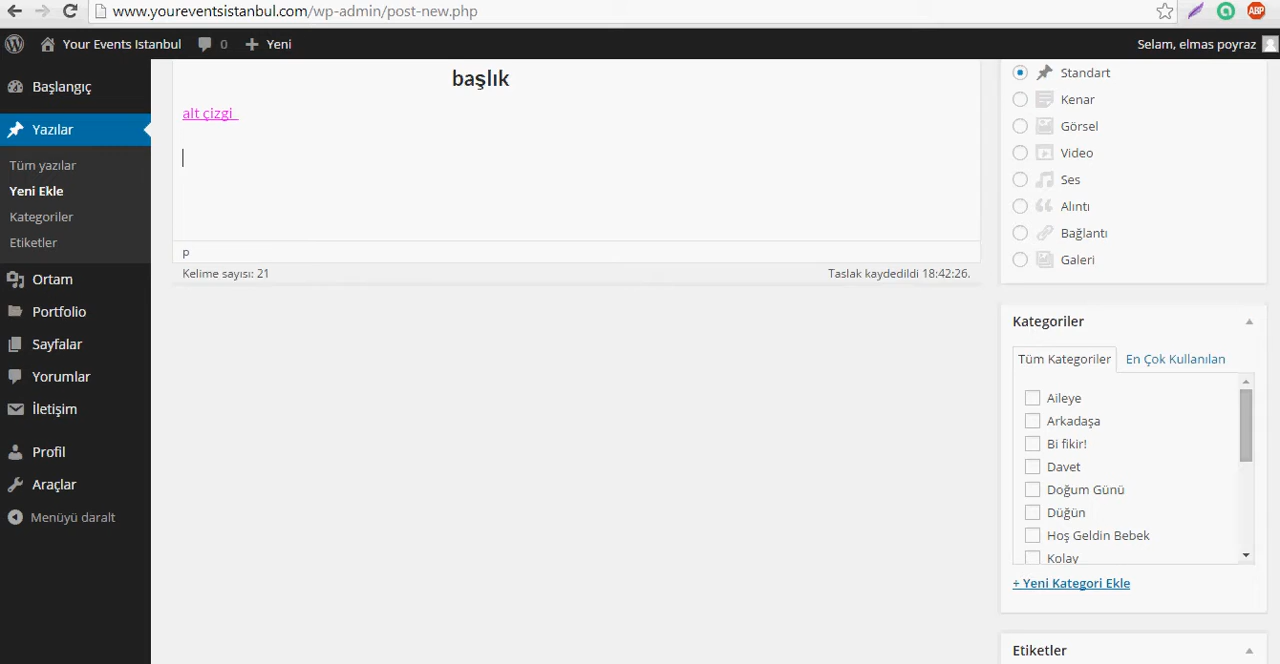 www.youreventsistanbul.com/wp-admin/post-new.php
ABP
Your Events Istanbul 0 Yeni
Selam, elmas poyraz
Başlangıç
Yazılar
Tüm yazılar
Yeni Ekle
Kategoriler
Etiketler
Ortam
Portfolio
Sayfalar
Yorumlar
İletişim
Profil
Araçlar
Menüyü daralt
başlık
alt çizgi
p
Kelime sayısı: 21
Taslak kaydedildi 18:42:26.
Standart
Kenar
Görsel
Video
Ses
Alıntı
Bağlantı
Galeri
Kategoriler
Tüm Kategoriler En Çok Kullanılan
Aileye
Arkadaşa
Bi fikir!
Davet
Doğum Günü
Düğün
Hoş Geldin Bebek
Kolay
+ Yeni Kategori Ekle
Etiketler